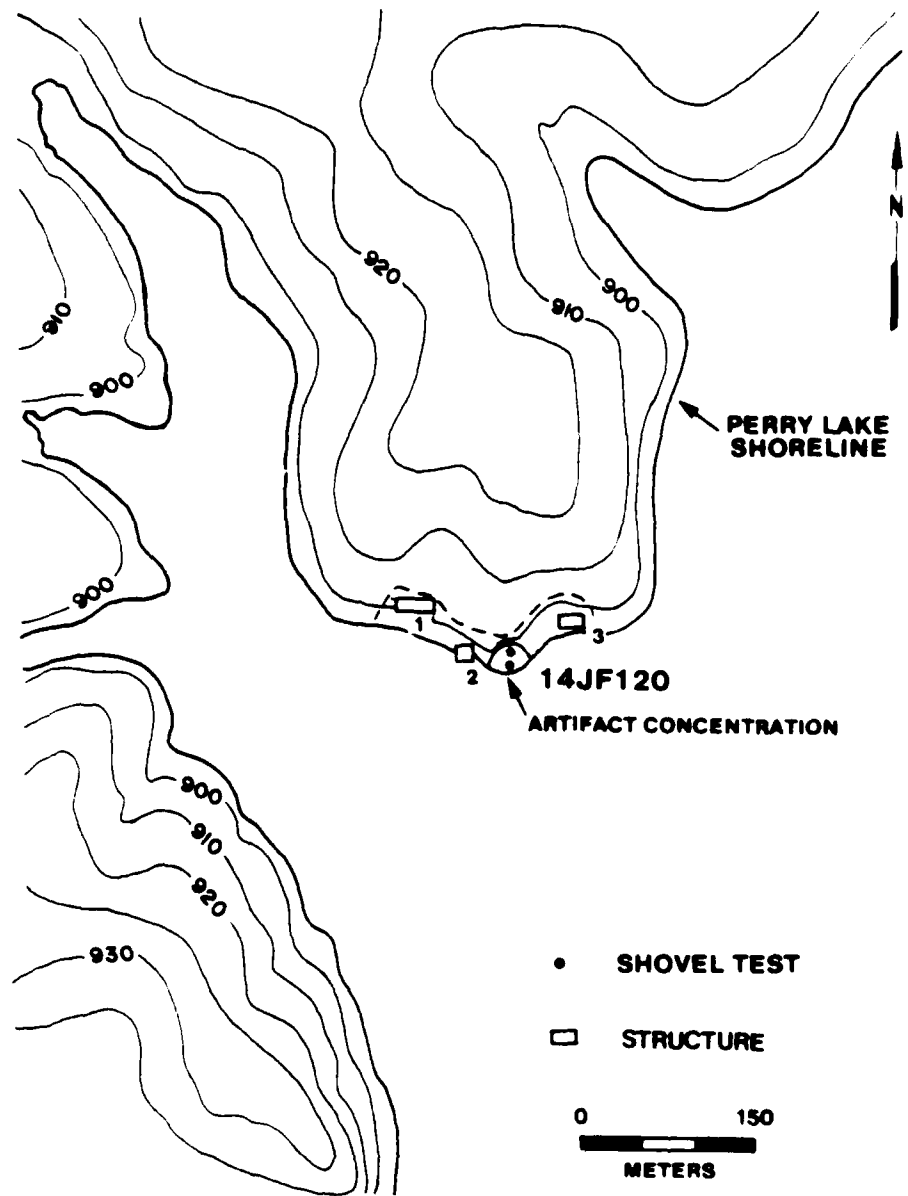 N
920
910
900
910
900
PERRY LAKE
SHORELINE
900
1
2
3
14JF120
ARTIFACT CONCENTRATION
900
910
920
930
SHOVEL TEST
STRUCTURE
0 150
METERS